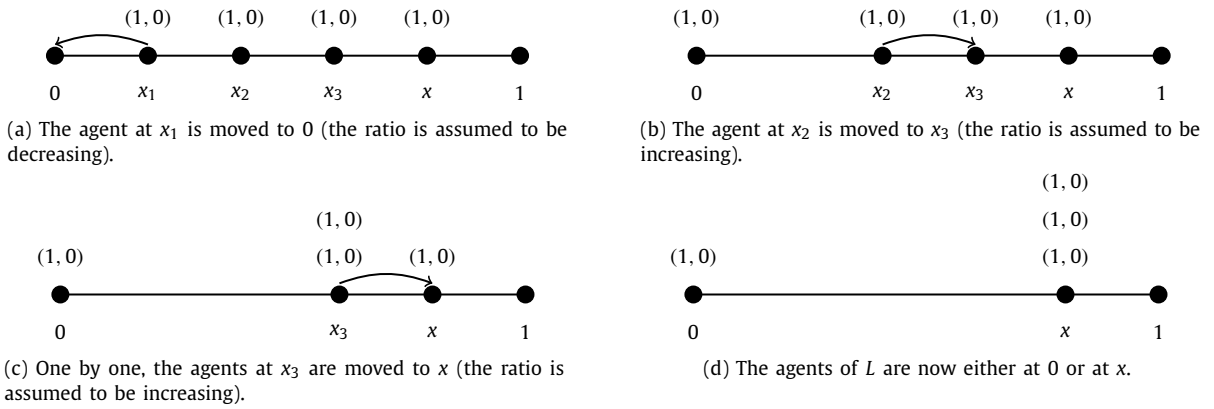 (1, 0) (1, 0) (1, 0) (1, 0)
0 x₁ x₂ x₃ x 1
(a) The agent at x₁ is moved to 0 (the ratio is assumed to be
decreasing).
(1, 0) (1, 0) (1, 0) (1, 0)
0 x₂ x₃ x 1
(b) The agent at x₂ is moved to x₃ (the ratio is assumed to be
increasing).
(1, 0)
(1, 0) (1, 0) (1, 0)
0 x₃ x 1
(c) One by one, the agents at x₃ are moved to x (the ratio is
assumed to be increasing).
(1, 0)
(1, 0)
(1, 0) (1, 0)
0 x 1
(d) The agents of L are now either at 0 or at x.